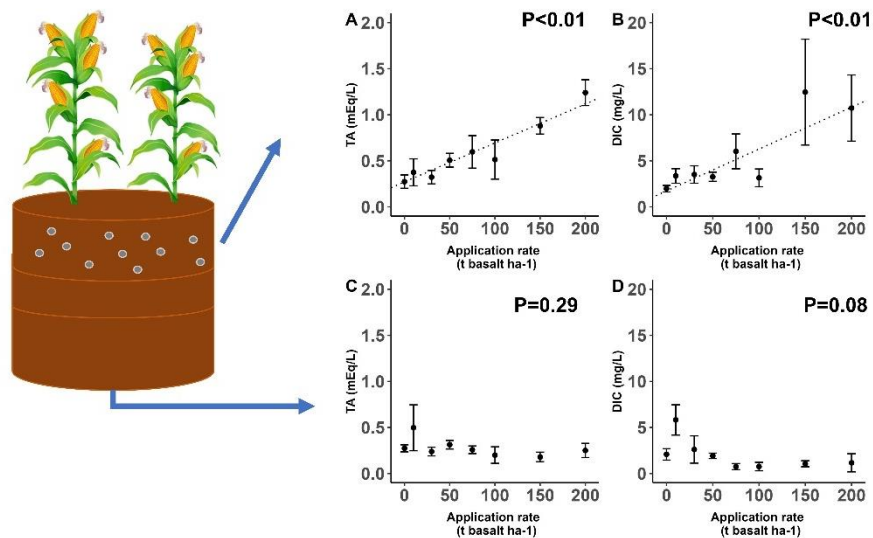 A
P<0.01
2.0
1.5
1.0
0.5
0.0
TA (mEq/L)
0 50 100 150 200
Application rate
(t basalt ha-1)
B
P<0.01
20
15
10
5
0
DIC (mg/L)
0 50 100 150 200
Application rate
(t basalt ha-1)
C
P=0.29
2.0
1.5
1.0
0.5
0.0
TA (mEq/L)
0 50 100 150 200
Application rate
(t basalt ha-1)
D
P=0.08
20
15
10
5
0
DIC (mg/L)
0 50 100 150 200
Application rate
(t basalt ha-1)